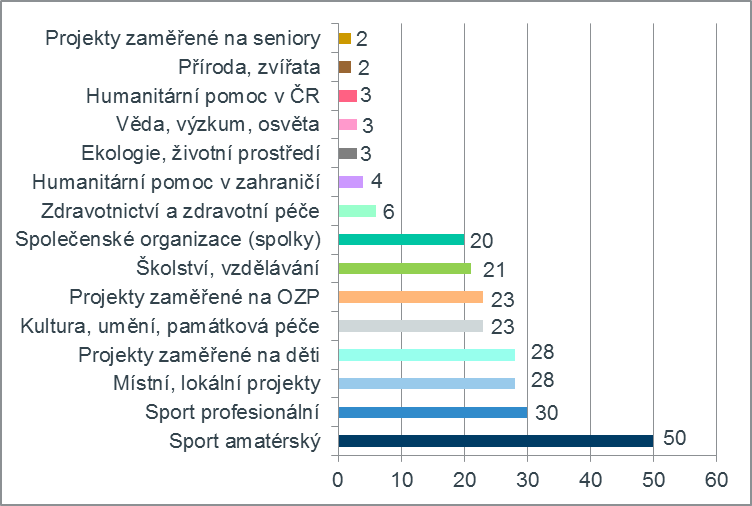 Projekty zaměřené na seniory 2
Příroda, zvířata 2
Humanitární pomoc v ČR 3
Věda, výzkum, osvěta 3
Ekologie, životní prostředí 3
Humanitární pomoc v zahraničí 4
Zdravotnictví a zdravotní péče 6
Společenské organizace (spolky) 20
Školství, vzdělávání 21
Projekty zaměřené na OZP 23
Kultura, umění, památková péče 23
Projekty zaměřené na děti 28
Místní, lokální projekty 28
Sport profesionální 30
Sport amatérský 50
0 10 20 30 40 50 60